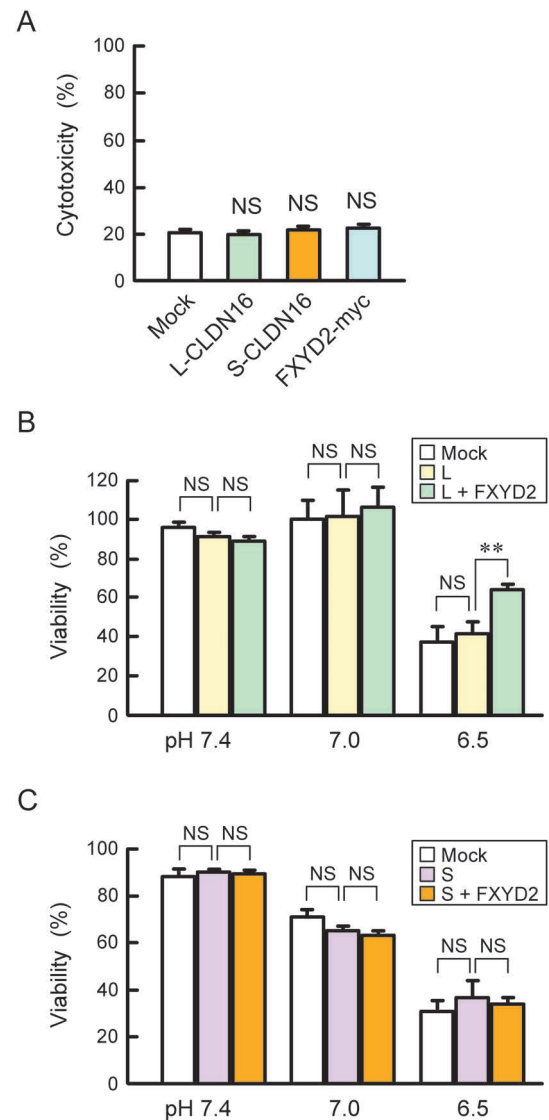 A
Cytotoxicity (%)
100
80
60
40
20
0
NS NS NS
Mock
L-CLDN16
S-CLDN16
FXYD2-myc
B
Viability (%)
120
100
80
60
40
20
0
NS NS
NS NS
NS **
Mock
L
L + FXYD2
pH 7.4 7.0 6.5
C
Viability (%)
100
80
60
40
20
0
NS NS
NS NS
NS NS
Mock
S
S + FXYD2
pH 7.4 7.0 6.5